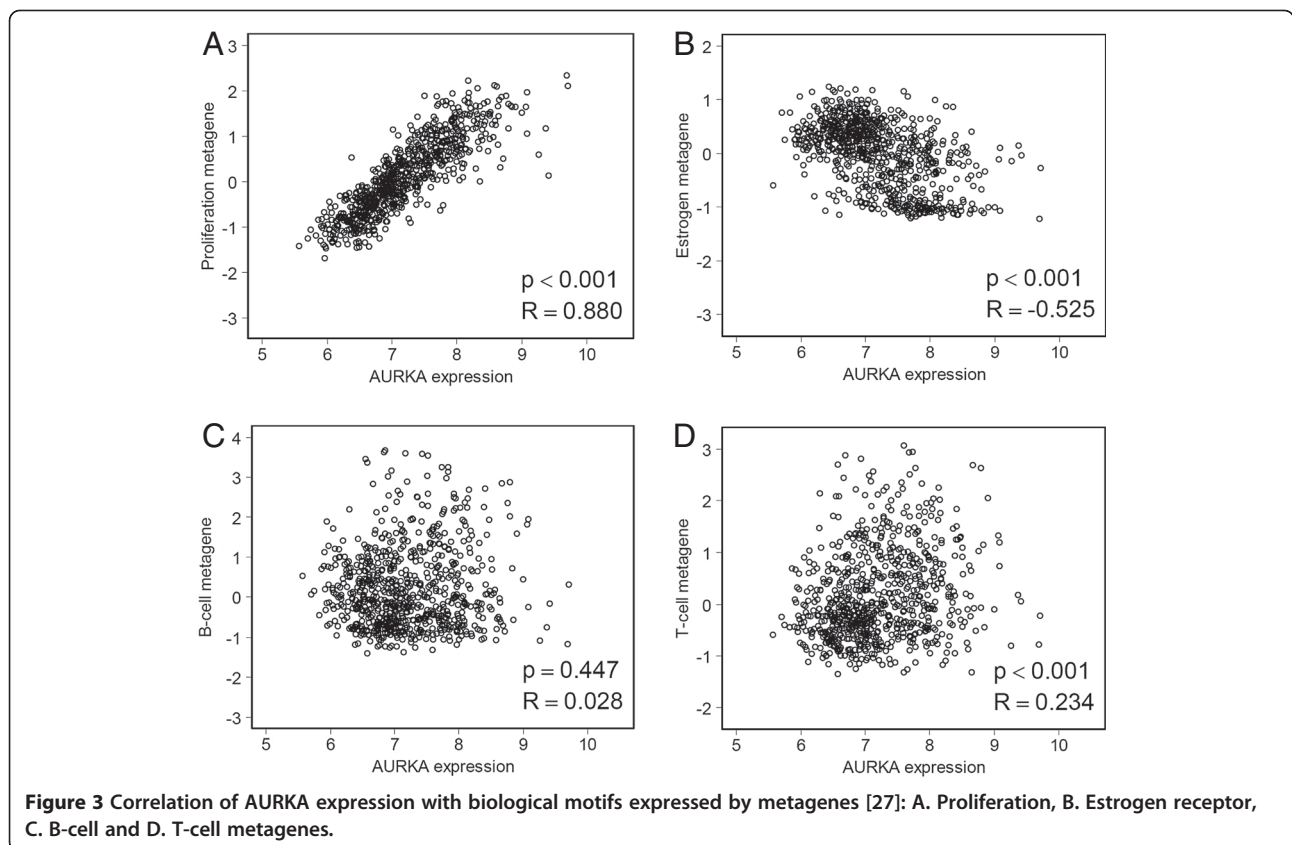 A
3
2
1
0
-1
-2
-3
Proliferation metagene
p < 0.001
R = 0.880
5 6 7 8 9 10
AURKA expression
B
2
1
0
-1
-2
-3
Estrogen metagene
p < 0.001
R = -0.525
5 6 7 8 9 10
AURKA expression
C
4
3
2
1
0
-1
-2
-3
B-cell metagene
p = 0.447
R = 0.028
5 6 7 8 9 10
AURKA expression
D
3
2
1
0
-1
-2
T-cell metagene
p < 0.001
R = 0.234
5 6 7 8 9 10
AURKA expression
Figure 3 Correlation of AURKA expression with biological motifs expressed by metagenes [27]: A. Proliferation, B. Estrogen receptor,
C. B-cell and D. T-cell metagenes.